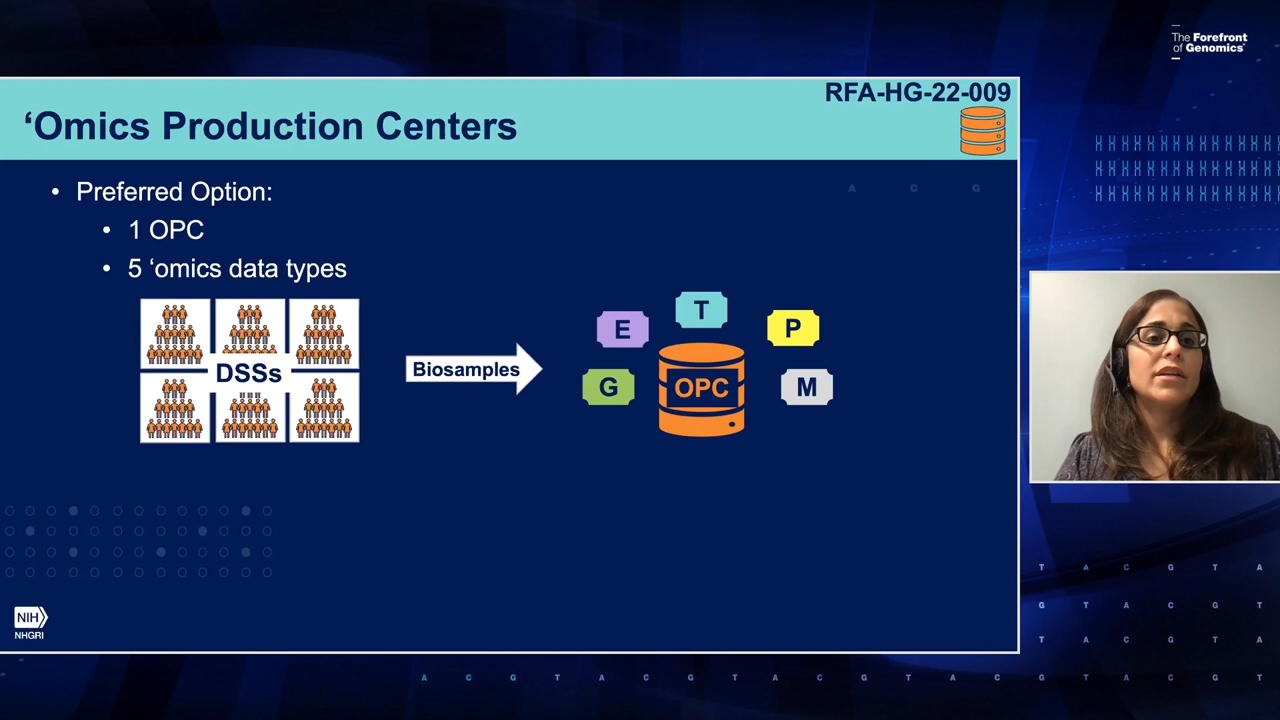 The Forefront
of Genomics®
RFA-HG-22-009
‘Omics Production Centers
• Preferred Option:
• 1 OPC
• 5 ‘omics data types
A C G
DSSs
Biosamples
G
E
T
P
M
OPC
NIH
NHGRI
T A C G T A
G T A C G T
T A C G T A
A C G T A C G T A C G T A C G T A C G T